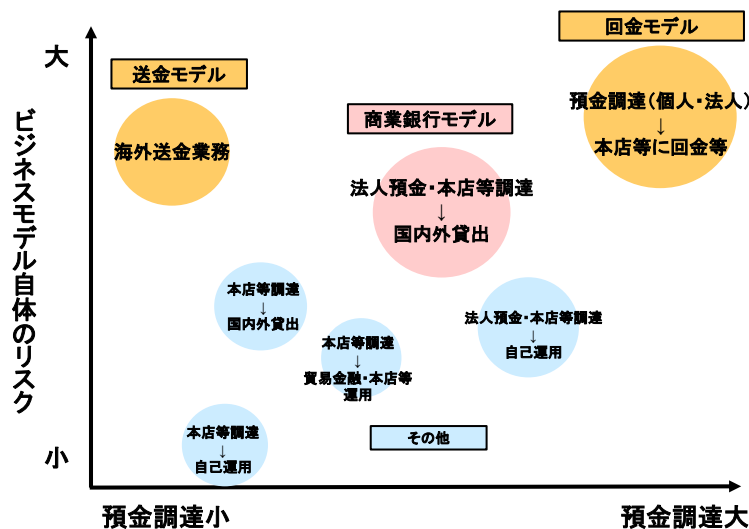 回金モデル
大
送金モデル
預金調達(個人・法人)
↓
本店等に回金等
商業銀行モデル
海外送金業務
法人預金・本店等調達
↓
国内外貸出
ビジネスモデル自体のリスク
本店等調達
↓
国内外貸出
法人預金・本店等調達
↓
自己運用
本店等調達
↓
貿易金融・本店等
運用
本店等調達
↓
自己運用
その他
小
預金調達小
預金調達大